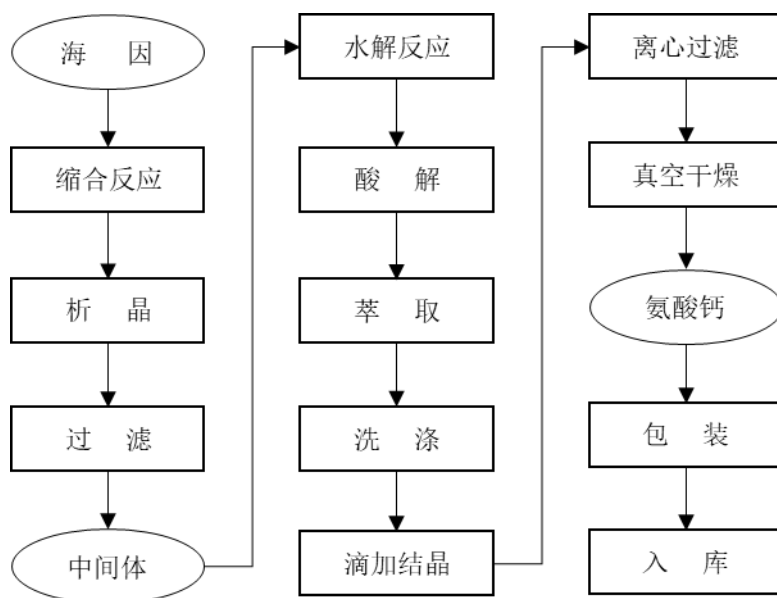 海 因
缩合反应
析 晶
过 滤
中间体
水解反应
酸 解
萃 取
洗 涤
滴加结晶
离心过滤
真空干燥
氨酸钙
包 装
入 库